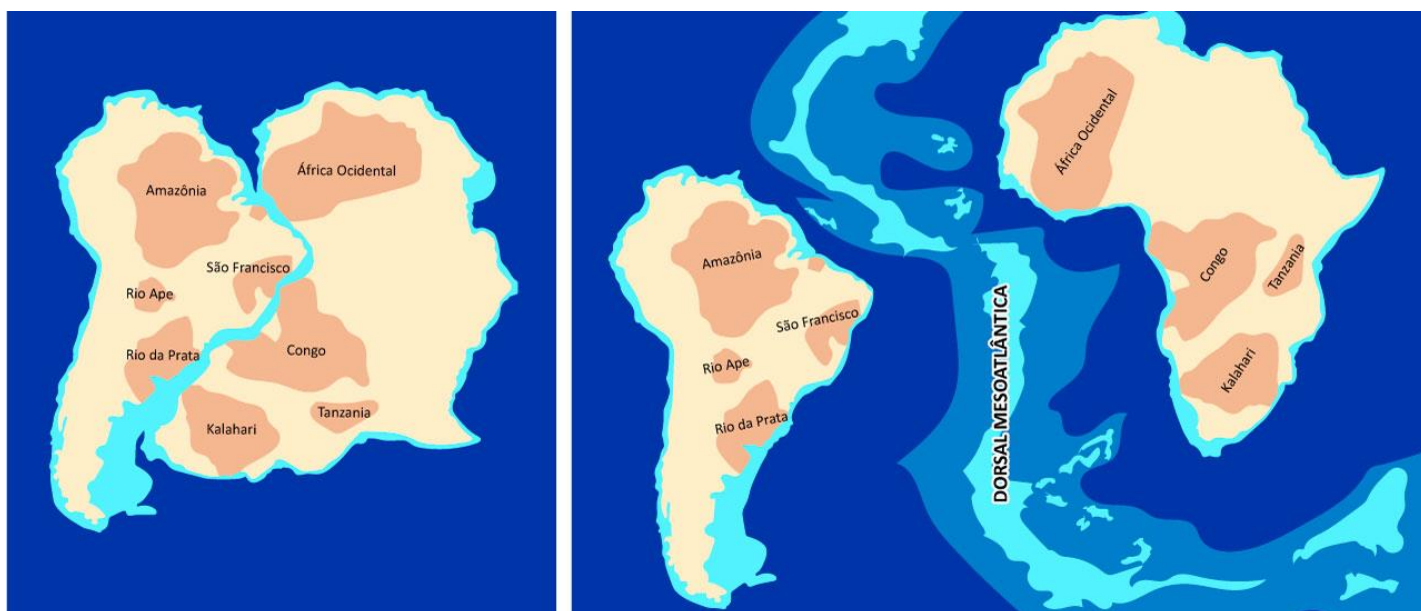 Amazônia
África Ocidental
São Francisco
Rio Ape
Rio da Prata
Congo
Tanzania
Kalahari
África Ocidental
Amazônia
São Francisco
Rio Ape
Rio da Prata
DORSAL MESOATLÂNTICA
Congo
Tanzania
Kalahari